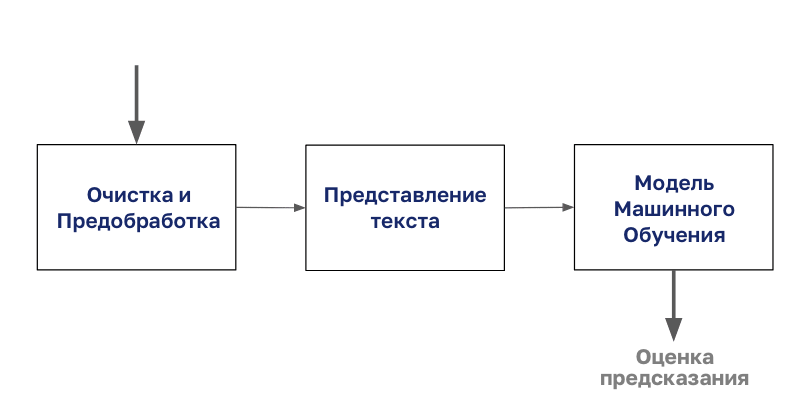 Очистка и
Предобработка
Представление
текста
Модель
Машинного
Обучения
Оценка
предсказания